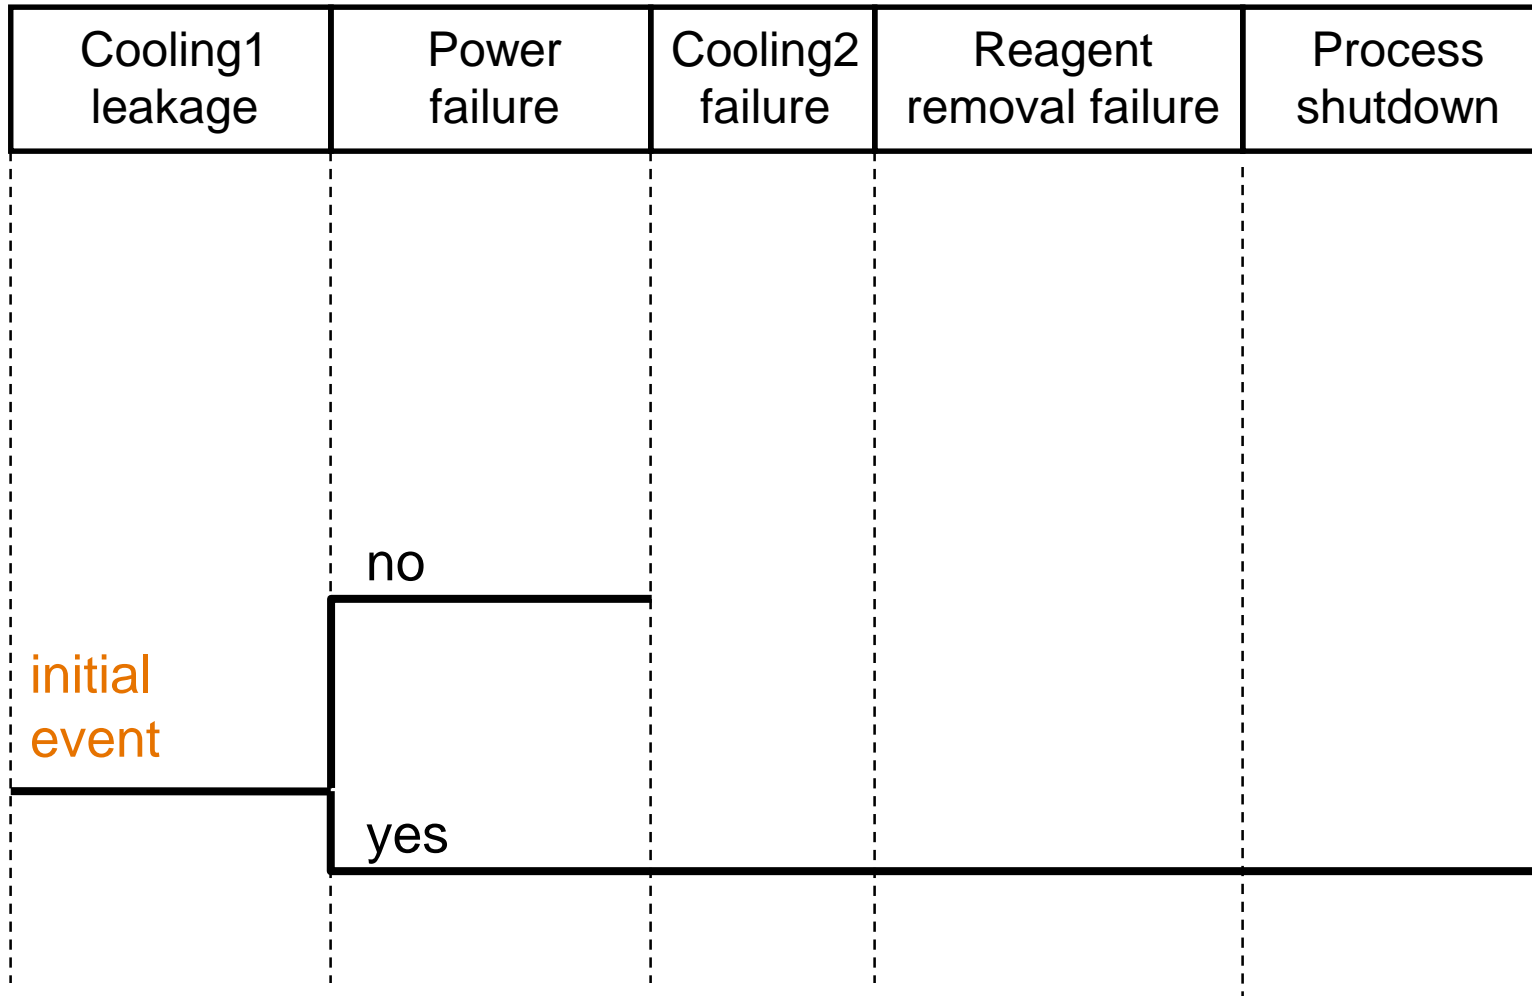 Cooling1
leakage
Power
failure
Cooling2
failure
Reagent
removal failure
Process
shutdown
no
initial
event
yes